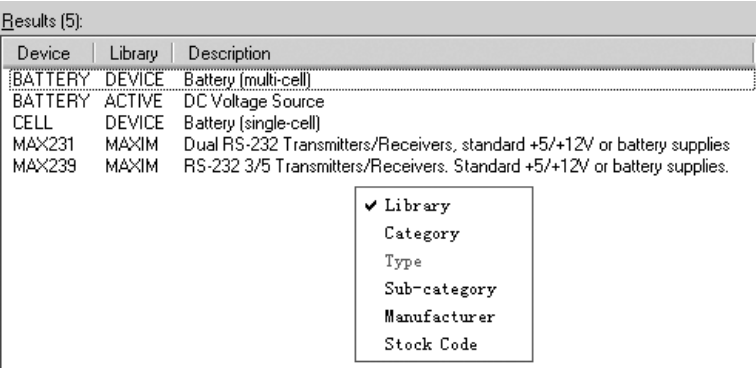 Results (5):
Device Library Description
BATTERY DEVICE Battery (multi-cell)
BATTERY ACTIVE DC Voltage Source
CELL DEVICE Battery (single-cell)
MAX231 MAXIM Dual RS-232 Transmitters/Receivers, standard +5/+12V or battery supplies
MAX239 MAXIM RS-232 3/5 Transmitters/Receivers. Standard +5/+12V or battery supplies.
✔ Library
Category
Type
Sub-category
Manufacturer
Stock Code